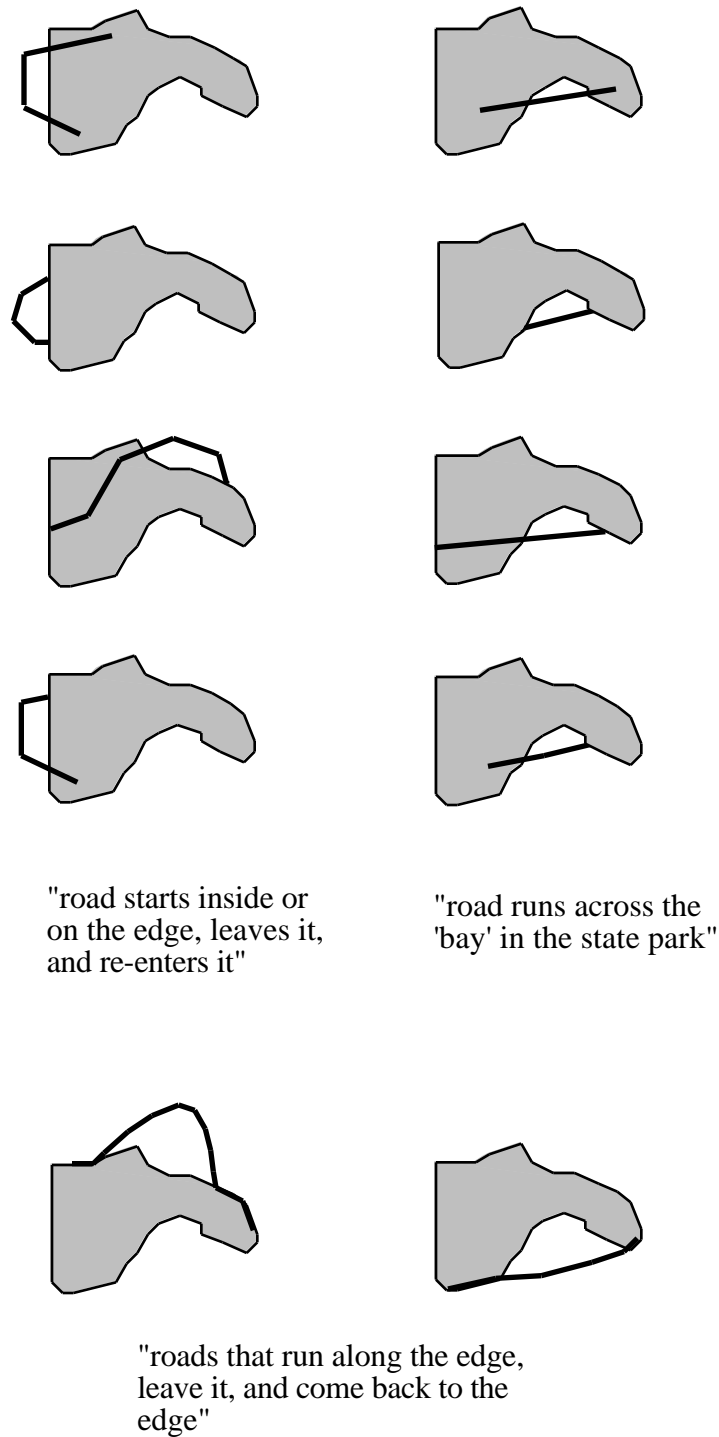 "road starts inside or
on the edge, leaves it,
and re-enters it"
"road runs across the
'bay' in the state park"
"roads that run along the edge,
leave it, and come back to the
edge"